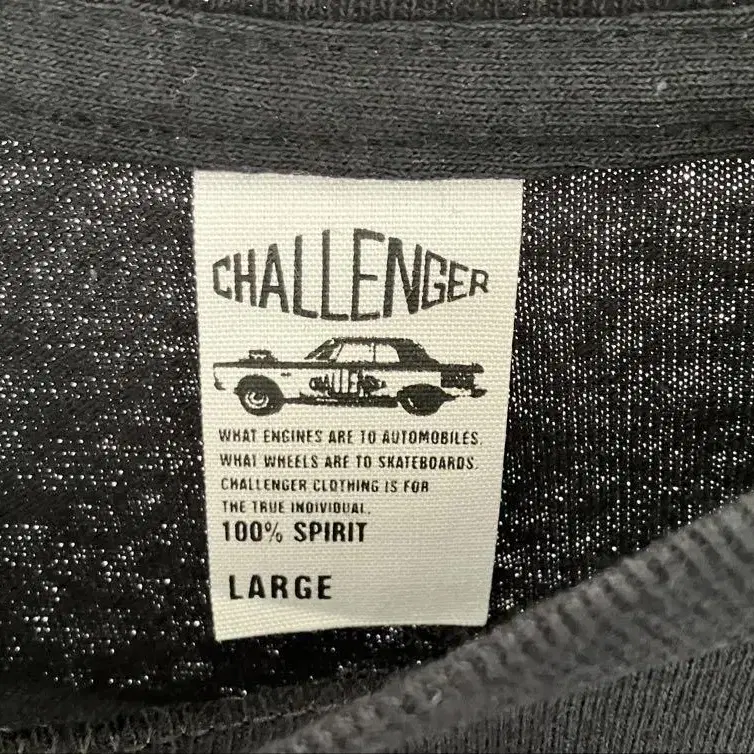 CHALLENGER
CHALLENGER
WHAT ENGINES ARE TO AUTOMOBILES,
WHAT WHEELS ARE TO SKATEBOARDS.
CHALLENGER CLOTHING IS FOR
THE TRUE INDIVIDUAL.
100% SPIRIT
LARGE